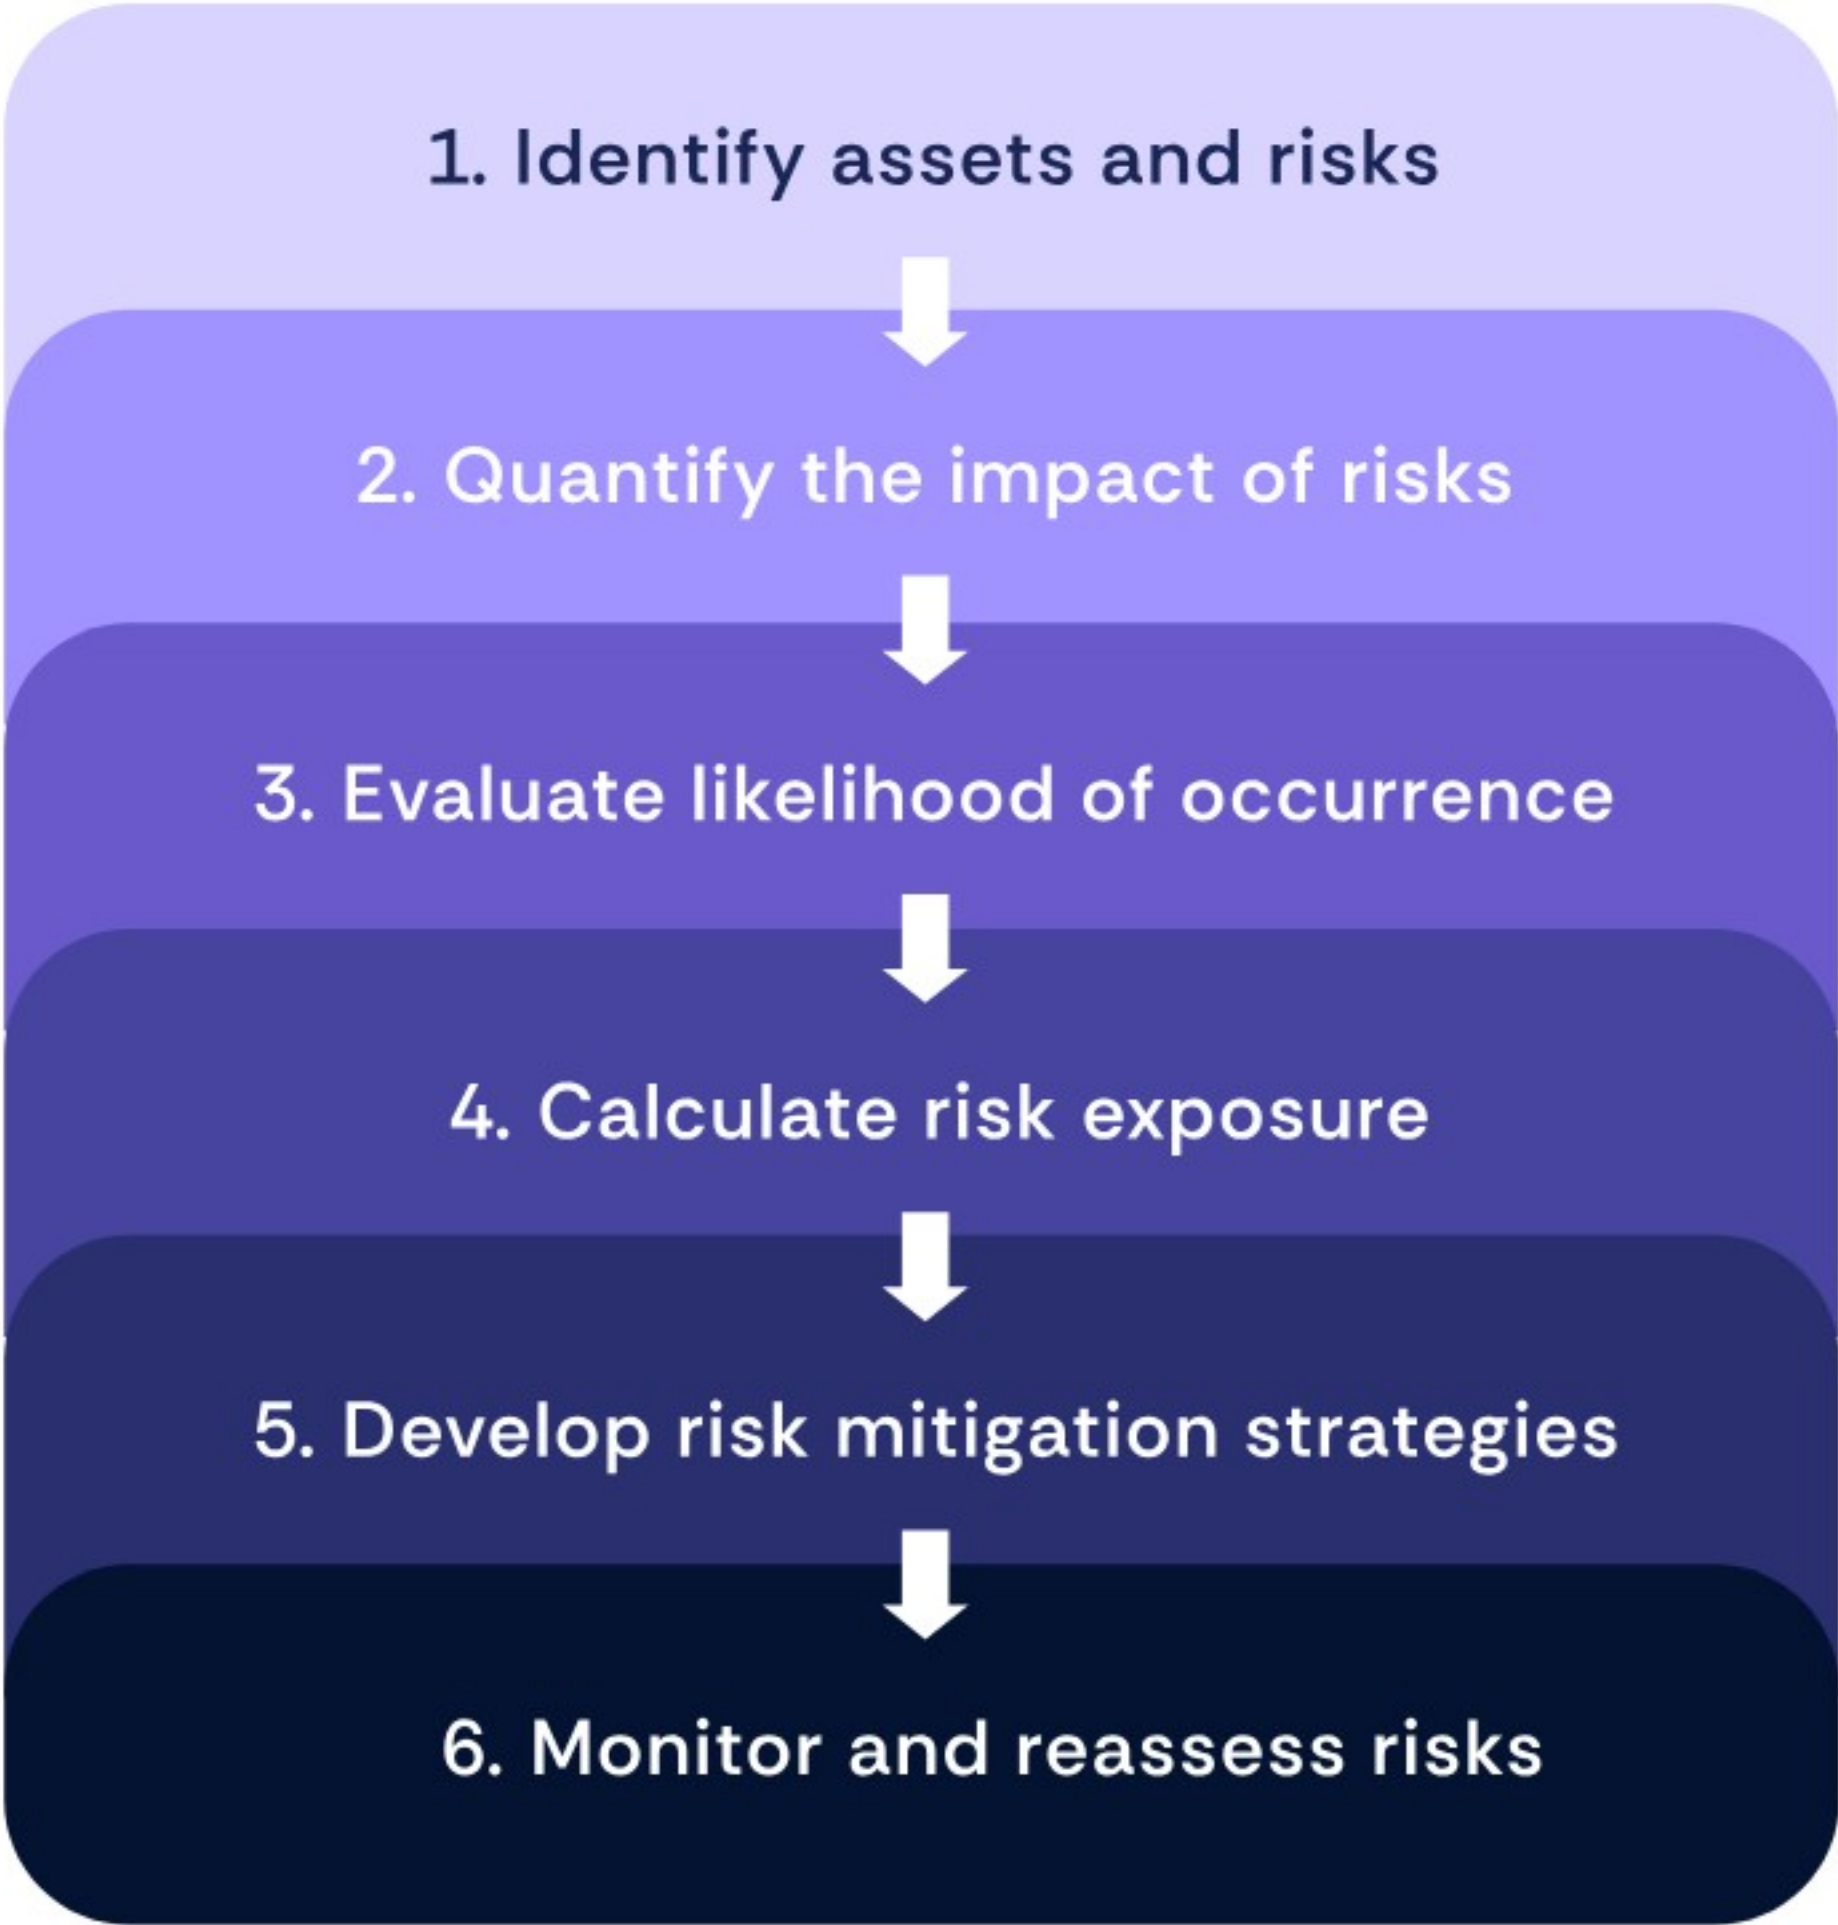 1. Identify assets and risks
2. Quantify the impact of risks
3. Evaluate likelihood of occurrence
4. Calculate risk exposure
5. Develop risk mitigation strategies
6. Monitor and reassess risks